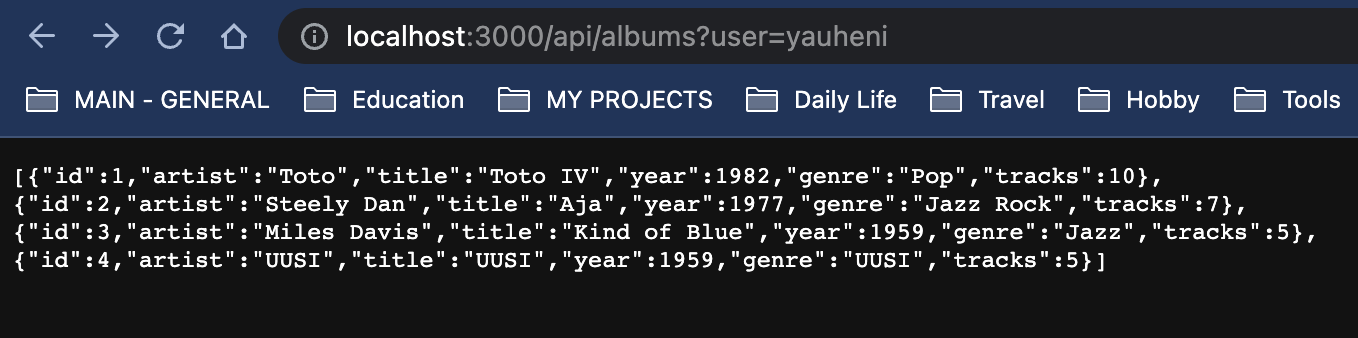 localhost:3000/api/albums?user=yauheni
MAIN - GENERAL Education MY PROJECTS Daily Life Travel Hobby Tools
[{"id":1,"artist":"Toto","title":"Toto IV","year":1982,"genre":"Pop","tracks":10},
{"id":2,"artist":"Steely Dan","title":"Aja","year":1977,"genre":"Jazz Rock","tracks":7},
{"id":3,"artist":"Miles Davis","title":"Kind of Blue","year":1959,"genre":"Jazz","tracks":5},
{"id":4,"artist":"UUSI","title":"UUSI","year":1959,"genre":"UUSI","tracks":5}]